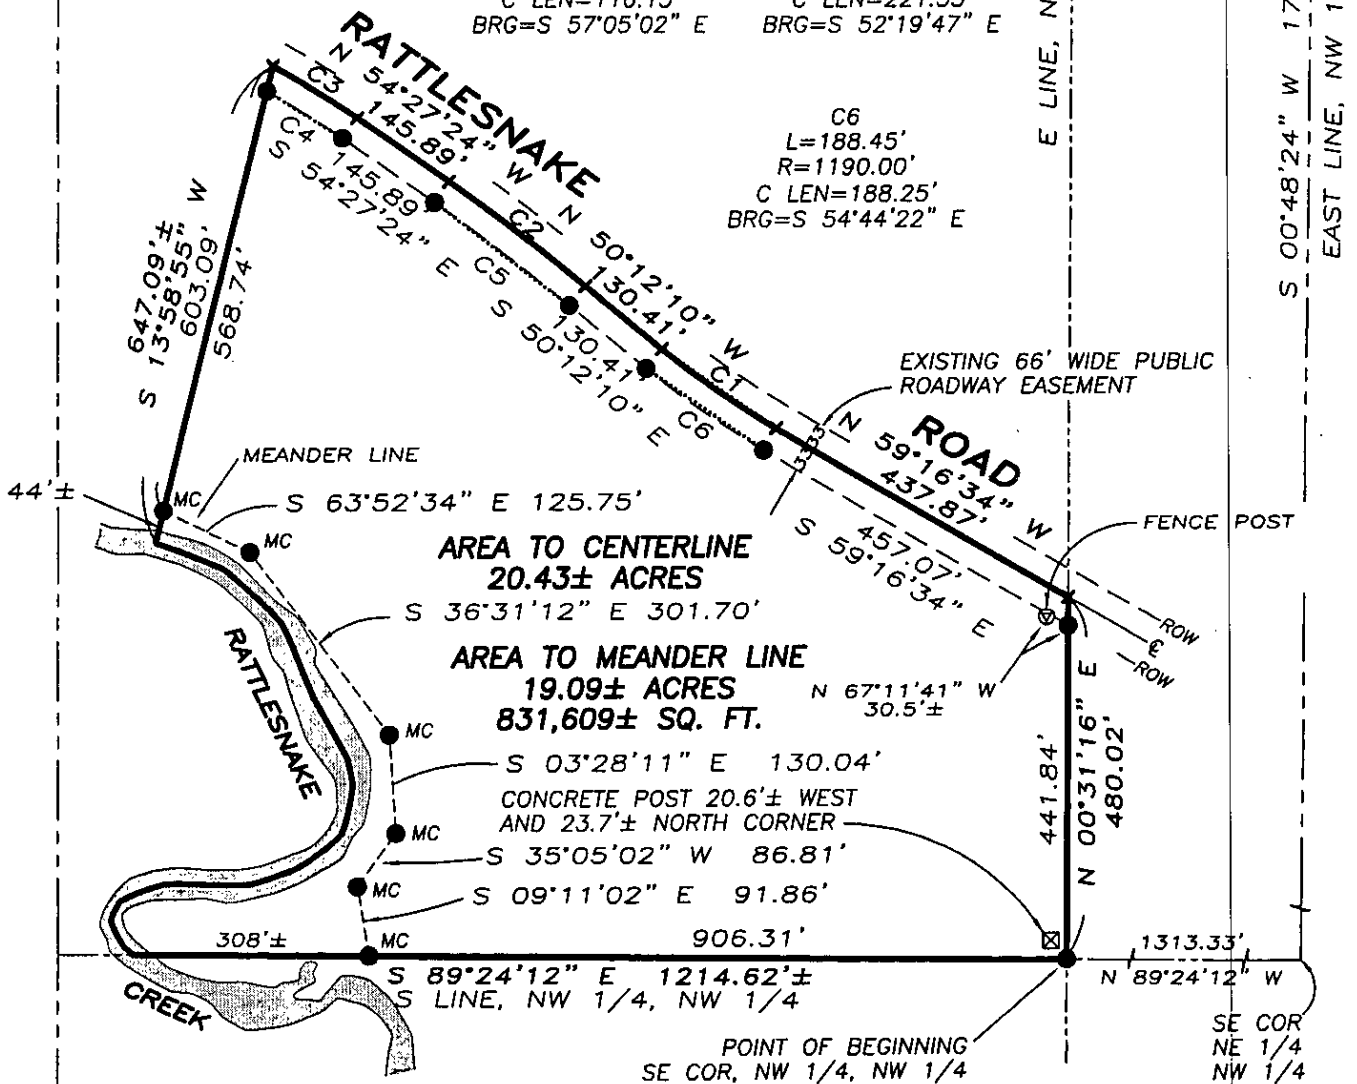 BRG=S 57°05'02" E
BRG=S 52°19'47" E
E LINE, N
S 00°48'24" W 17
EAST LINE, NW 1
RATTLESNAKE
N 54°27'24" W
145.89'
C3
C4
145.89'
S 54°27'24" E
C6
L=188.45'
R=1190.00'
C LEN=188.25'
BRG=S 54°44'22" E
C2
N 50°12'10" W
130.41'
C5
130.41'
S 50°12'10" E
C1
C6
647.09'±
S 13°58'55" W
603.09'
568.74'
EXISTING 66' WIDE PUBLIC
ROADWAY EASEMENT
33
33
ROAD
N 59°16'34" W
437.87'
457.07'
S 59°16'34" E
MEANDER LINE
44'±
MC
S 63°52'34" E 125.75'
MC
FENCE POST
AREA TO CENTERLINE
20.43± ACRES
S 36°31'12" E 301.70'
AREA TO MEANDER LINE
19.09± ACRES
831,609± SQ. FT.
N 67°11'41" W
30.5'±
ROW
℄
ROW
RATTLESNAKE
MC
S 03°28'11" E 130.04'
CONCRETE POST 20.6'± WEST
AND 23.7'± NORTH CORNER
MC
S 35°05'02" W 86.81'
MC
S 09°11'02" E 91.86'
441.84'
N 00°31'16" E
480.02'
308'±
MC
906.31'
1313.33'
S 89°24'12" E 1214.62'±
N 89°24'12" W
S LINE, NW 1/4, NW 1/4
CREEK
POINT OF BEGINNING
SE COR, NW 1/4, NW 1/4
SE COR
NE 1/4
NW 1/4